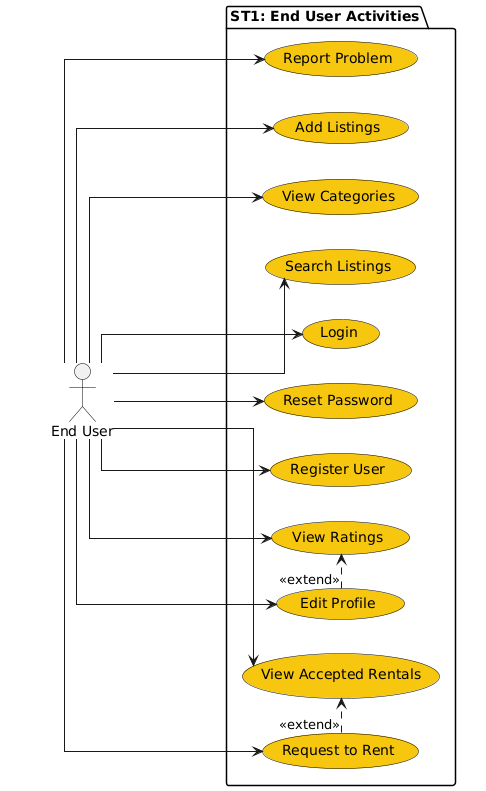 ST1: End User Activities
Report Problem
Add Listings
View Categories
Search Listings
Login
Reset Password
End User
Register User
View Ratings
«extend»
Edit Profile
View Accepted Rentals
«extend»
Request to Rent